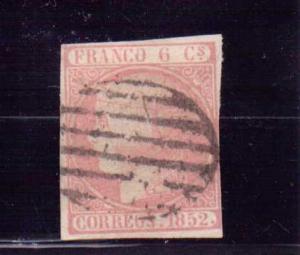 FRANCO 6 Cs
CORREOS. 1852.